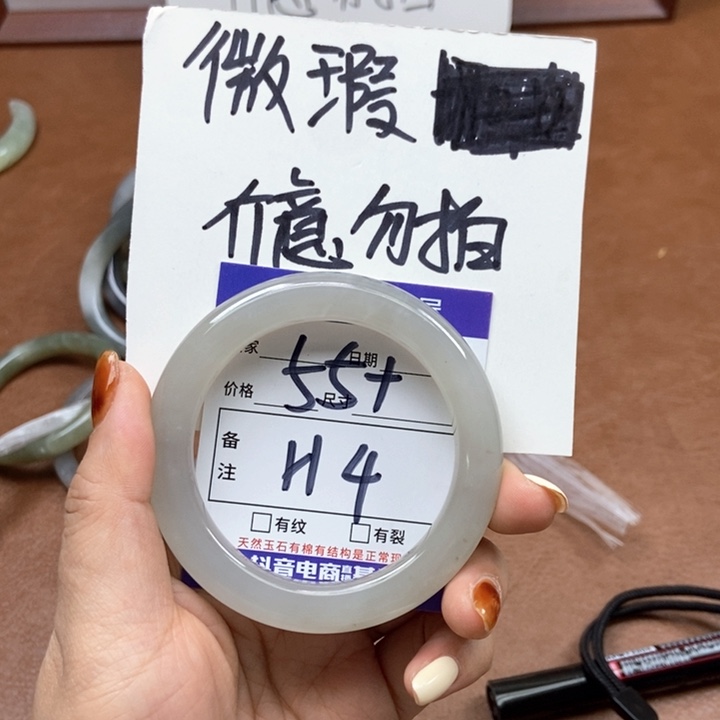 微瑕
介意勿拍
家 日期
55+
价格 尺寸
备注
H4
有纹 有裂
天然玉石有棉有结构是正常现
抖音电商